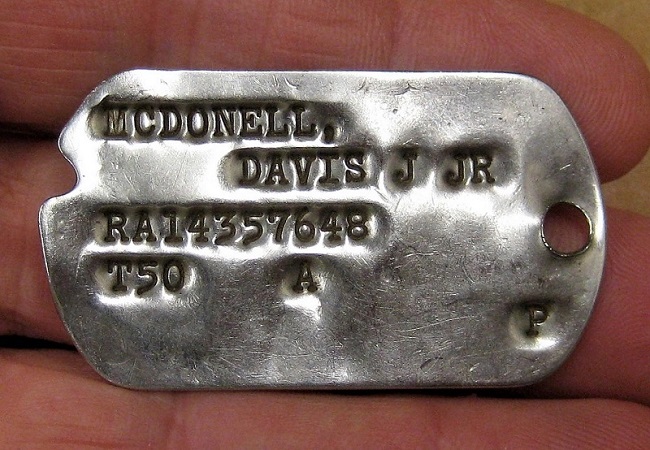 MCDONELL,
DAVIS J JR
RA14357648
T50 A
P